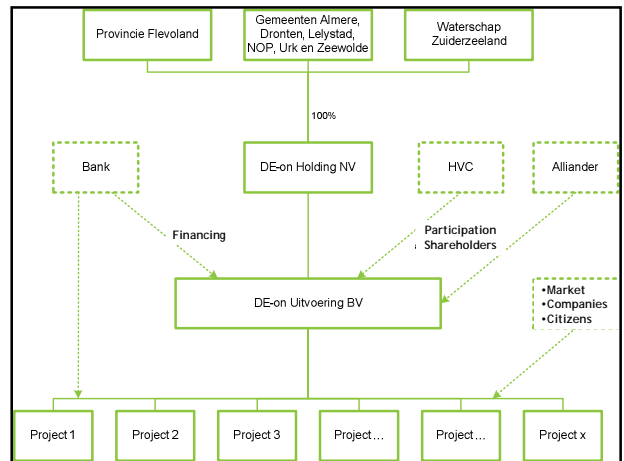 Provincie Flevoland
Gemeenten Almere,
Dronten, Lelystad,
NOP, Urk en Zeewolde
Waterschap
Zuiderzeeland
100%
Bank
DE-on Holding NV
HVC
Alliander
Financing
Participation
Shareholders
DE-on Uitvoering BV
•Market
•Companies
•Citizens
Project 1
Project 2
Project 3
Project…
Project…
Project x